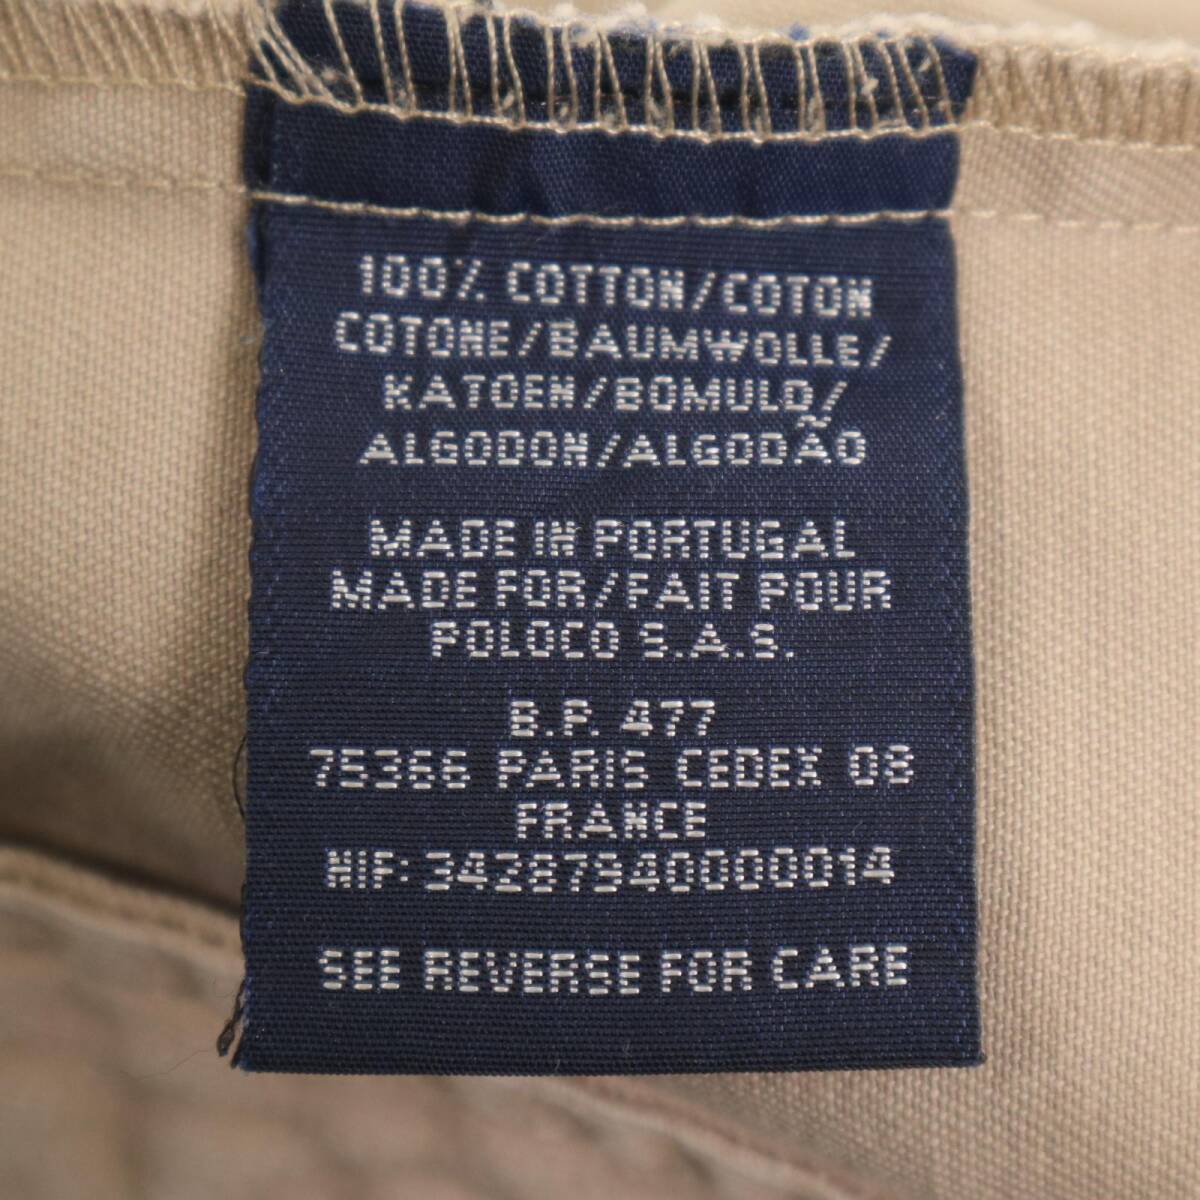 100% COTTON/COTON
COTONE/BAUMWOLLE/
KATOEN/BOMULD/
ALGODON/ALGODÃO
MADE IN PORTUGAL
MADE FOR/FAIT POUR
POLOCO S.A.S.
B.P. 477
75366 PARIS CEDEX 08
FRANCE
NIF: 34287940000014
SEE REVERSE FOR CARE